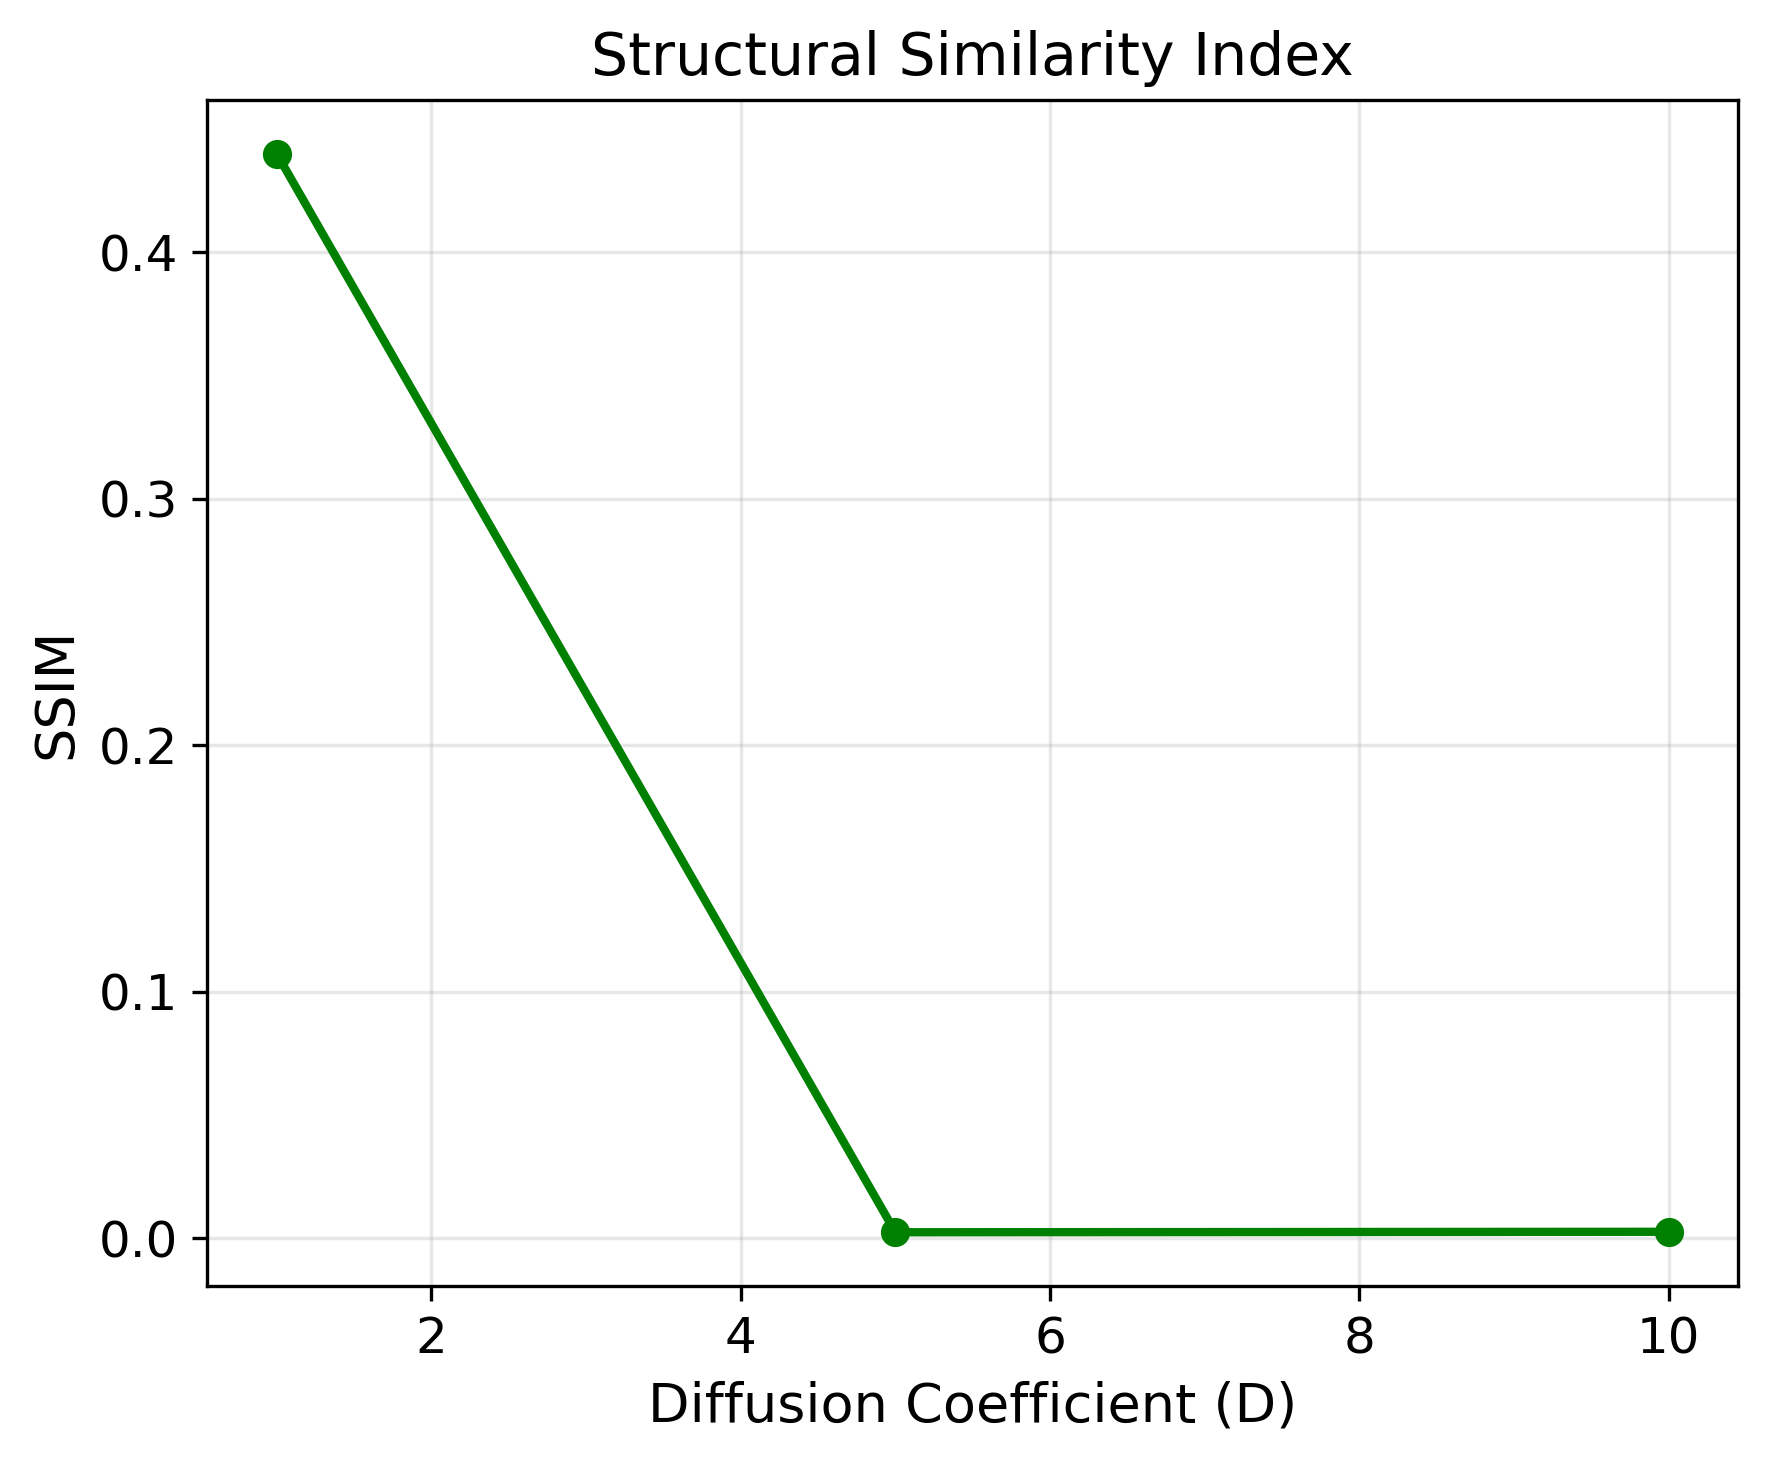 Structural Similarity Index
SSIM
0.4
0.3
0.2
0.1
0.0
2 4 6 8 10
Diffusion Coefficient (D)